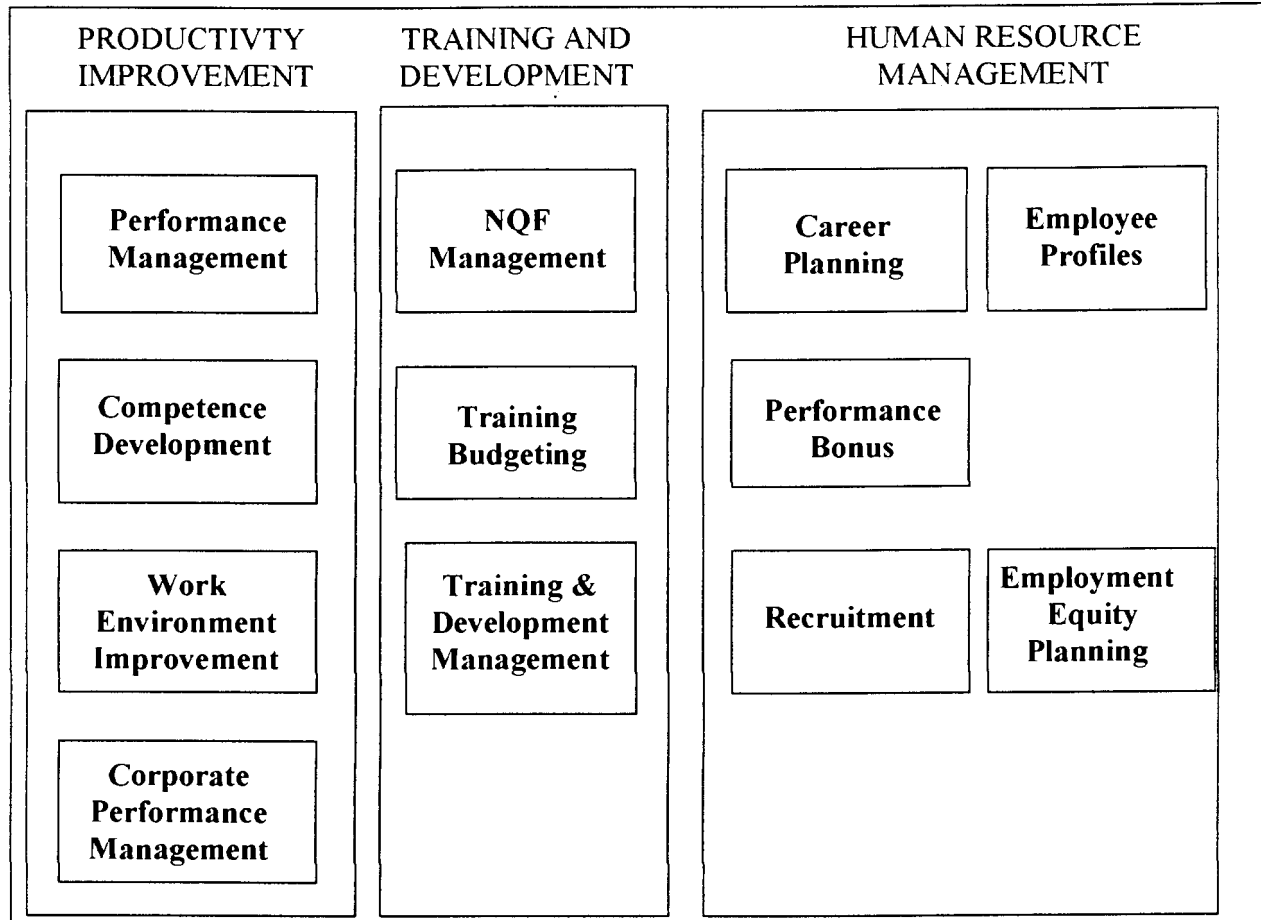 PRODUCTIVTY
IMPROVEMENT
TRAINING AND
DEVELOPMENT
HUMAN RESOURCE
MANAGEMENT
Performance
Management
Competence
Development
Work
Environment
Improvement
Corporate
Performance
Management
NQF
Management
Training
Budgeting
Training &
Development
Management
Career
Planning
Employee
Profiles
Performance
Bonus
Recruitment
Employment
Equity
Planning